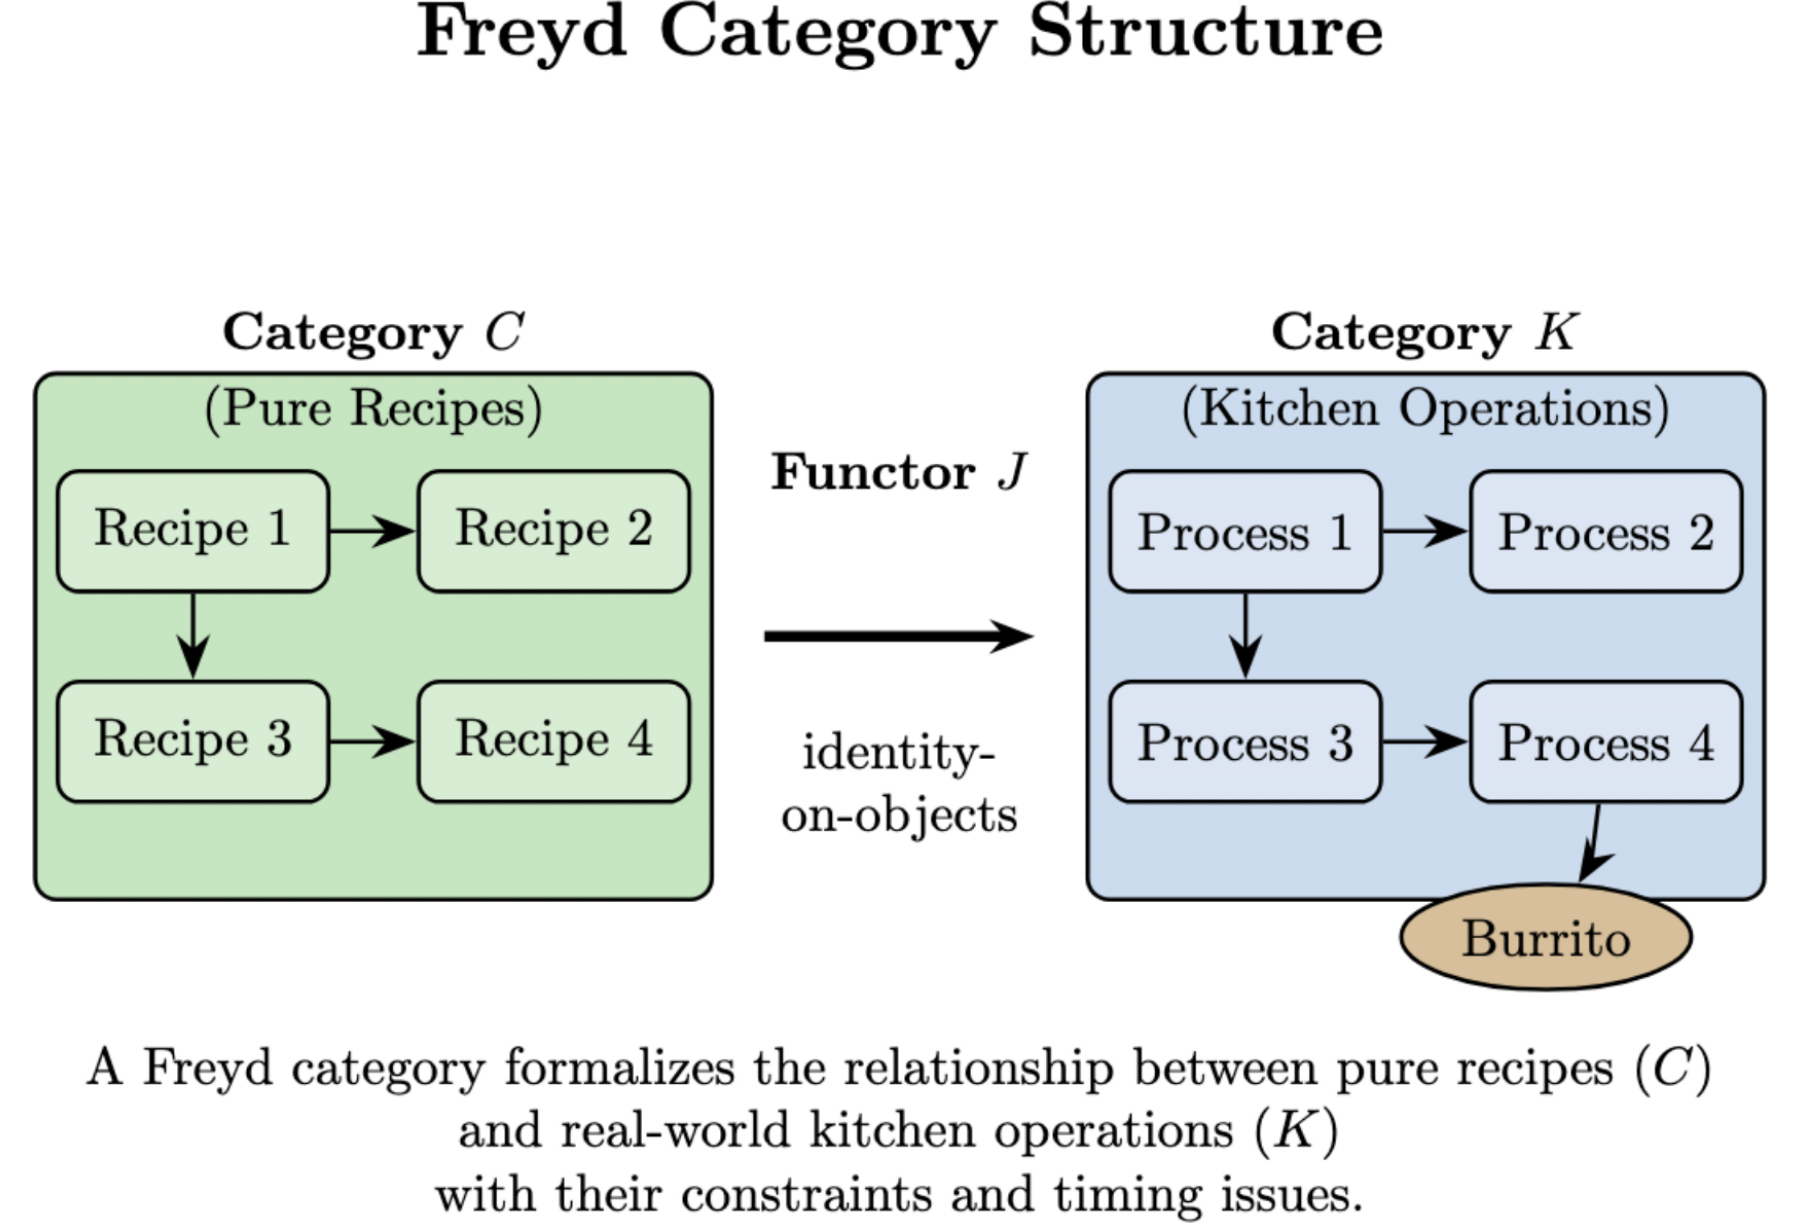 Freyd Category Structure
Category C
(Pure Recipes)
Recipe 1
Recipe 2
Recipe 3
Recipe 4
Functor J
identity-
on-objects
Category K
(Kitchen Operations)
Process 1
Process 2
Process 3
Process 4
Burrito
A Freyd category formalizes the relationship between pure recipes (C)
and real-world kitchen operations (K)
with their constraints and timing issues.